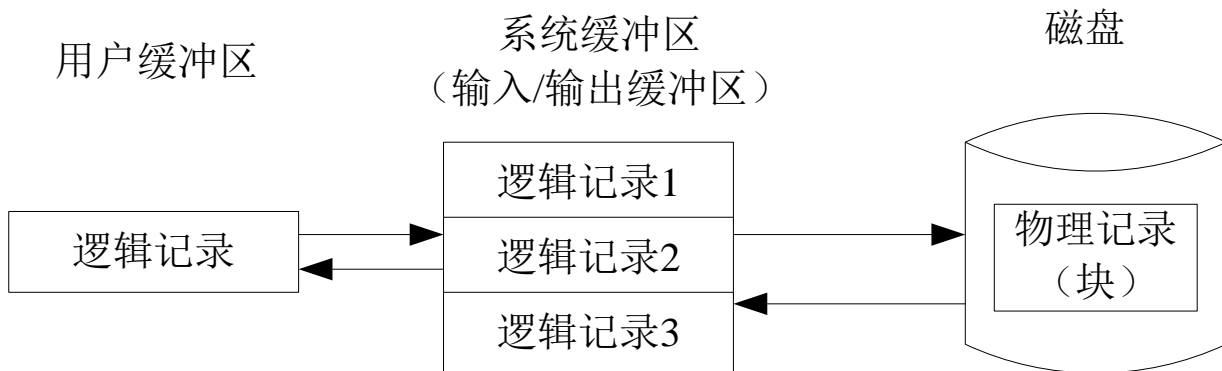 用户缓冲区
系统缓冲区
（输入/输出缓冲区）
磁盘
逻辑记录
逻辑记录1
逻辑记录2
逻辑记录3
物理记录
（块）